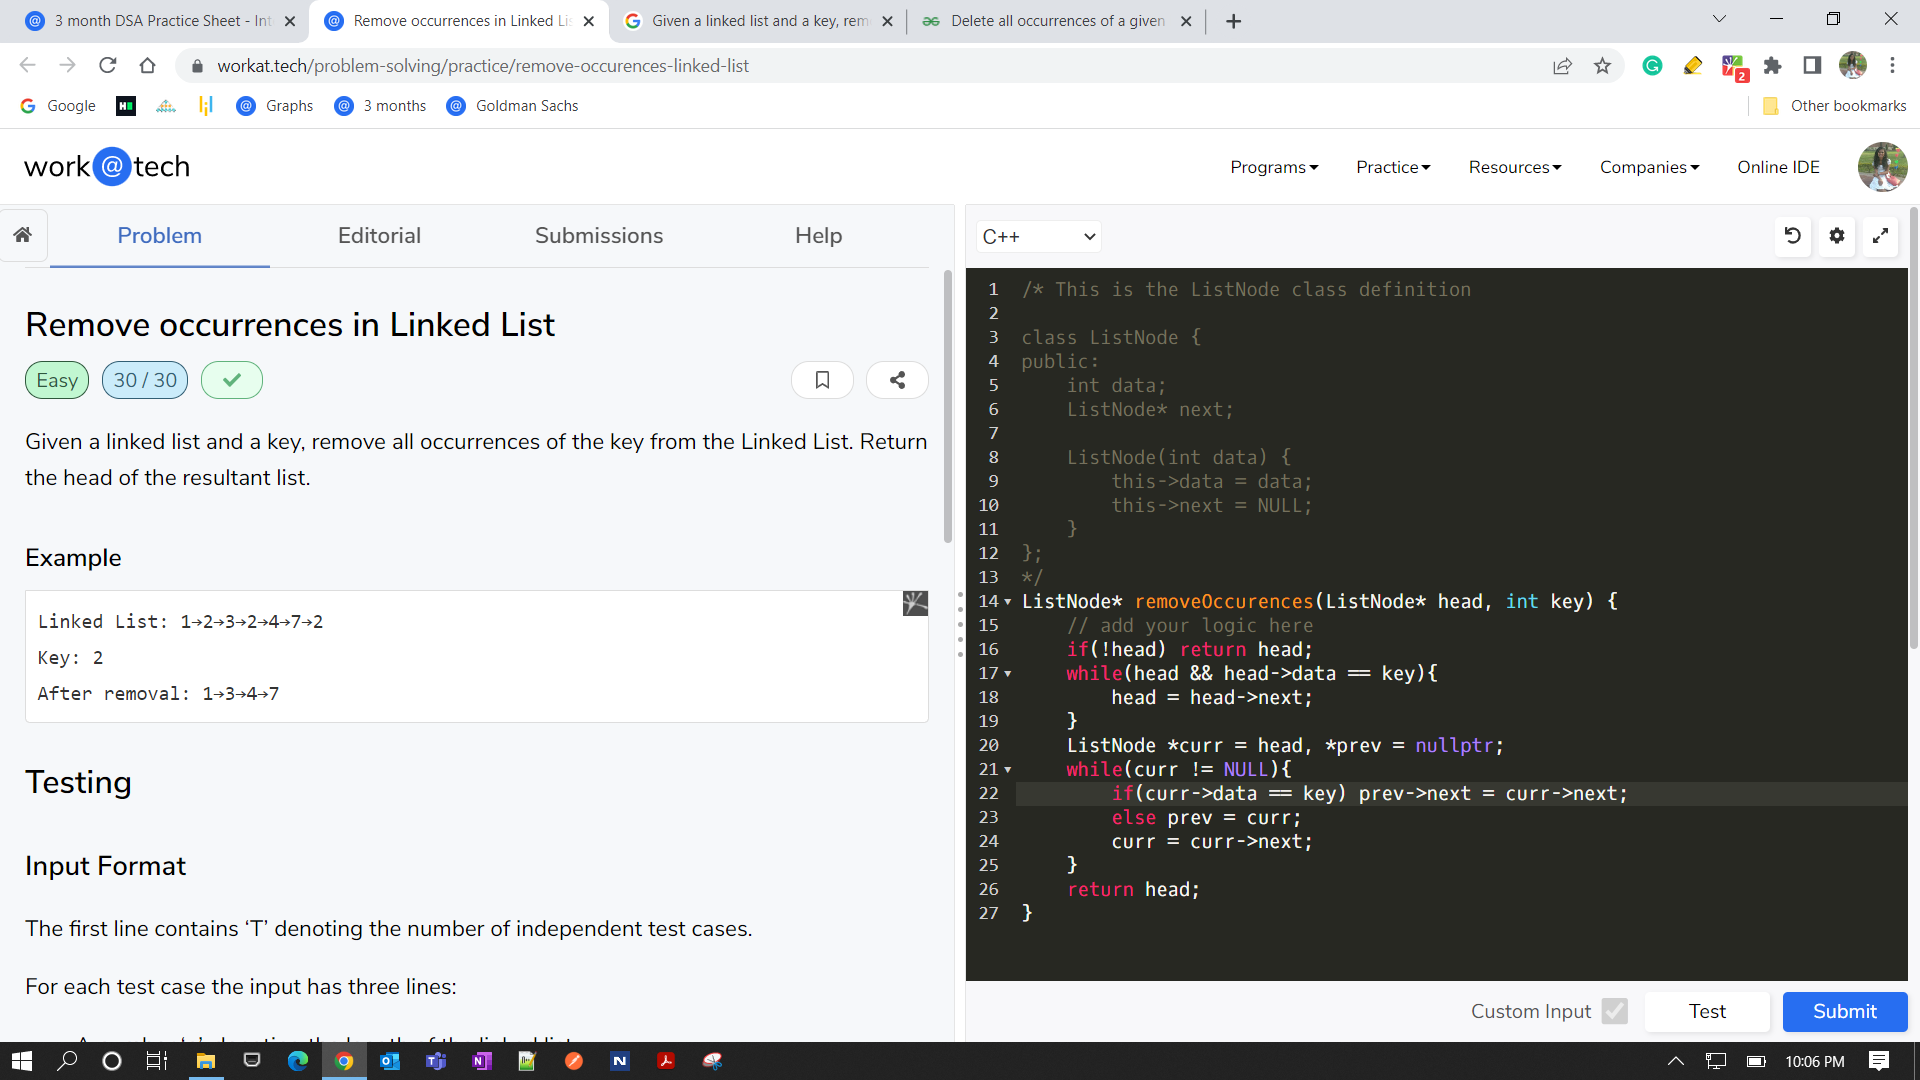 3 month DSA Practice Sheet - Int
Remove occurrences in Linked Lis
Given a linked list and a key, rem
Delete all occurrences of a given
workat.tech/problem-solving/practice/remove-occurences-linked-list
2
Google
Graphs
3 months
Goldman Sachs
Other bookmarks
work@tech
Programs
Practice
Resources
Companies
Online IDE
Problem
Editorial
Submissions
Help
Remove occurrences in Linked List
Easy
30 / 30
Given a linked list and a key, remove all occurrences of the key from the Linked List. Return
the head of the resultant list.
Example
Linked List: 1→2→3→2→4→7→2
Key: 2
After removal: 1→3→4→7
Testing
Input Format
The first line contains ‘T’ denoting the number of independent test cases.
For each test case the input has three lines:
C++
1 /* This is the ListNode class definition
2
3 class ListNode {
4 public:
5     int data;
6     ListNode* next;
7
8     ListNode(int data) {
9         this->data = data;
10         this->next = NULL;
11     }
12 };
13 */
14 ListNode* removeOccurences(ListNode* head, int key) {
15     // add your logic here
16     if(!head) return head;
17     while(head && head->data == key){
18         head = head->next;
19     }
20     ListNode *curr = head, *prev = nullptr;
21     while(curr != NULL){
22         if(curr->data == key) prev->next = curr->next;
23         else prev = curr;
24         curr = curr->next;
25     }
26     return head;
27 }
Custom Input
Test
Submit
10:06 PM